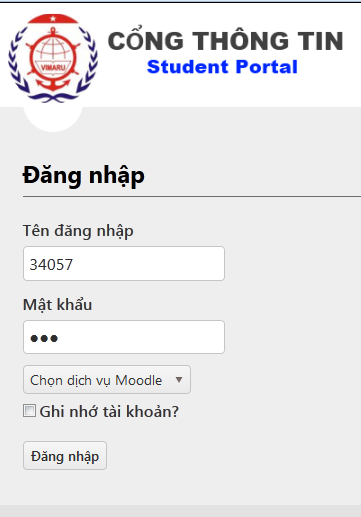 VIMARU
CỔNG THÔNG TIN
Student Portal
Đăng nhập
Tên đăng nhập
34057
Mật khẩu
●●●
Chọn dịch vụ Moodle
Ghi nhớ tài khoản?
Đăng nhập